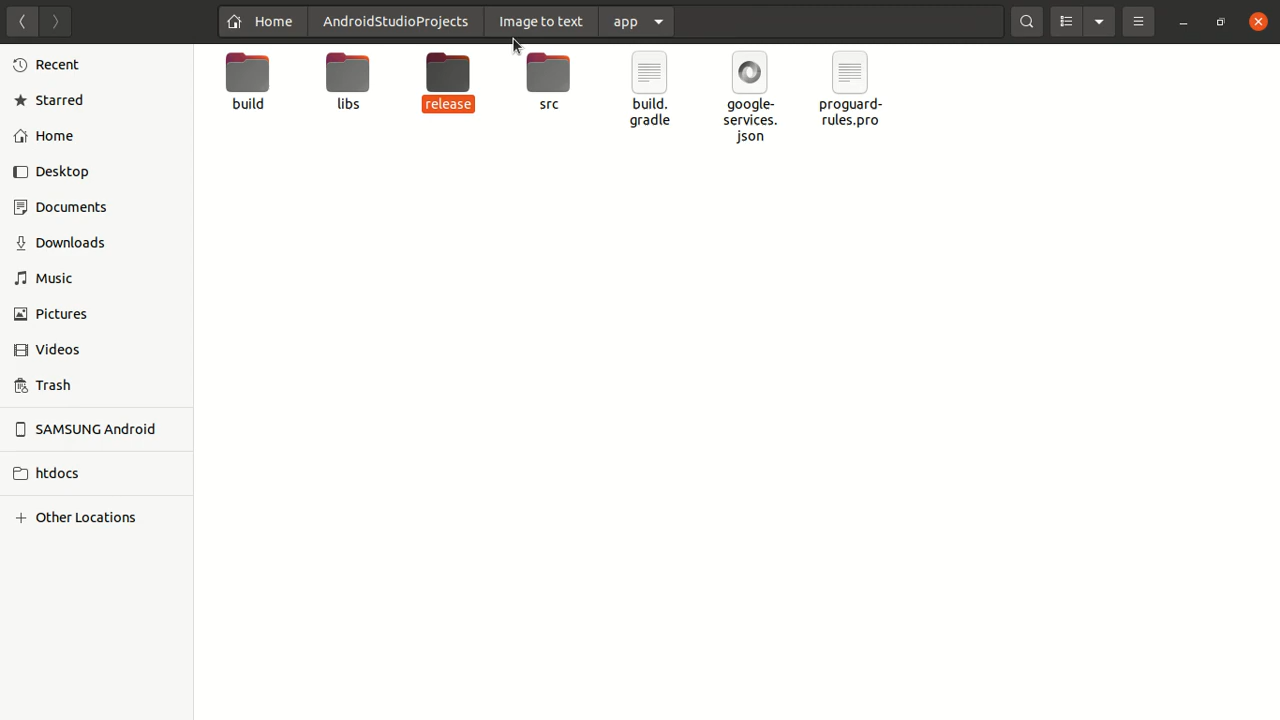 Home
AndroidStudioProjects
Image to text
app
Recent
Starred
Home
Desktop
Documents
Downloads
Music
Pictures
Videos
Trash
SAMSUNG Android
htdocs
Other Locations
build
libs
release
src
build.
gradle
google-
services.
json
proguard-
rules.pro